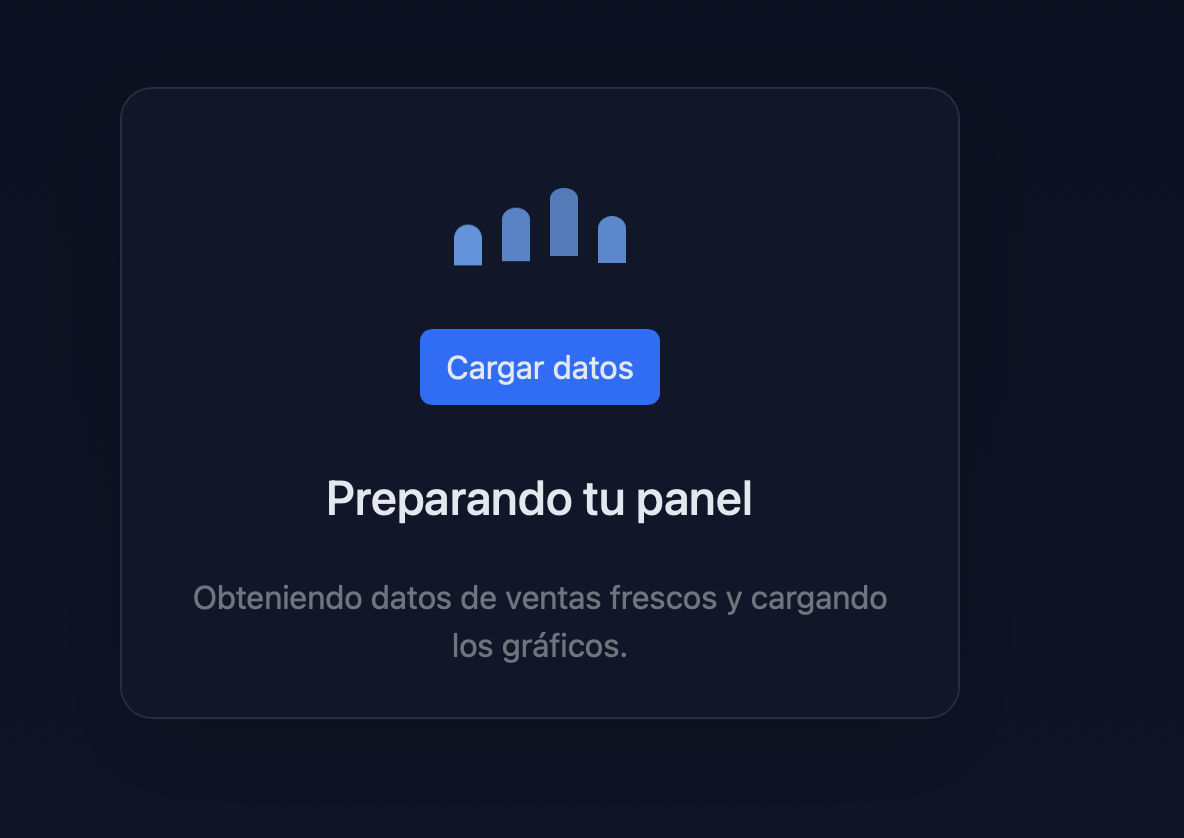 Cargar datos
Preparando tu panel
Obteniendo datos de ventas frescos y cargando
los gráficos.